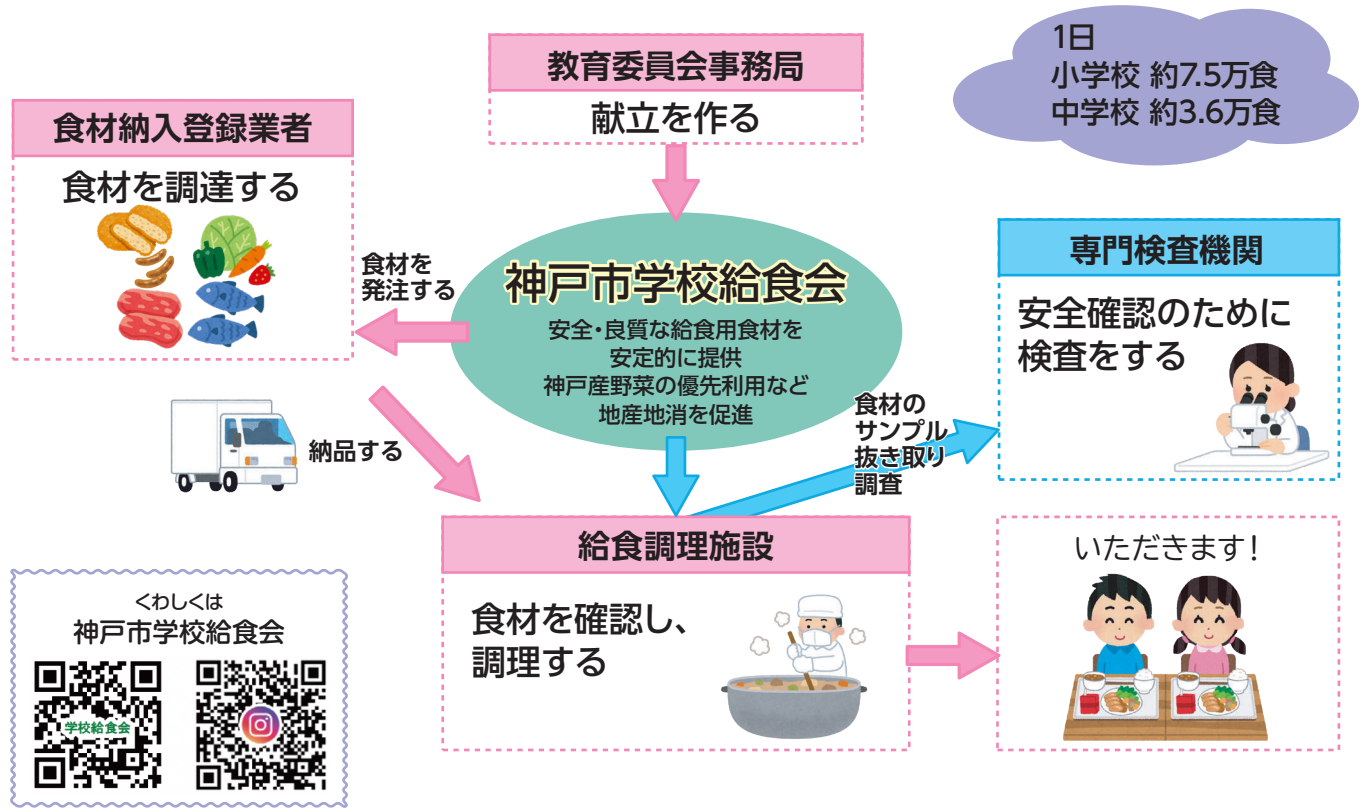 教育委員会事務局
献立を作る
1日
小学校 約7.5万食
中学校 約3.6万食
食材納入登録業者
食材を調達する
食材を
発注する
神戸市学校給食会
安全・良質な給食用食材を
安定的に提供
神戸産野菜の優先利用など
地産地消を促進
専門検査機関
安全確認のために
検査をする
食材の
サンプル
抜き取り
調査
納品する
給食調理施設
食材を確認し、
調理する
いただきます!
くわしくは
神戸市学校給食会
学校給食会